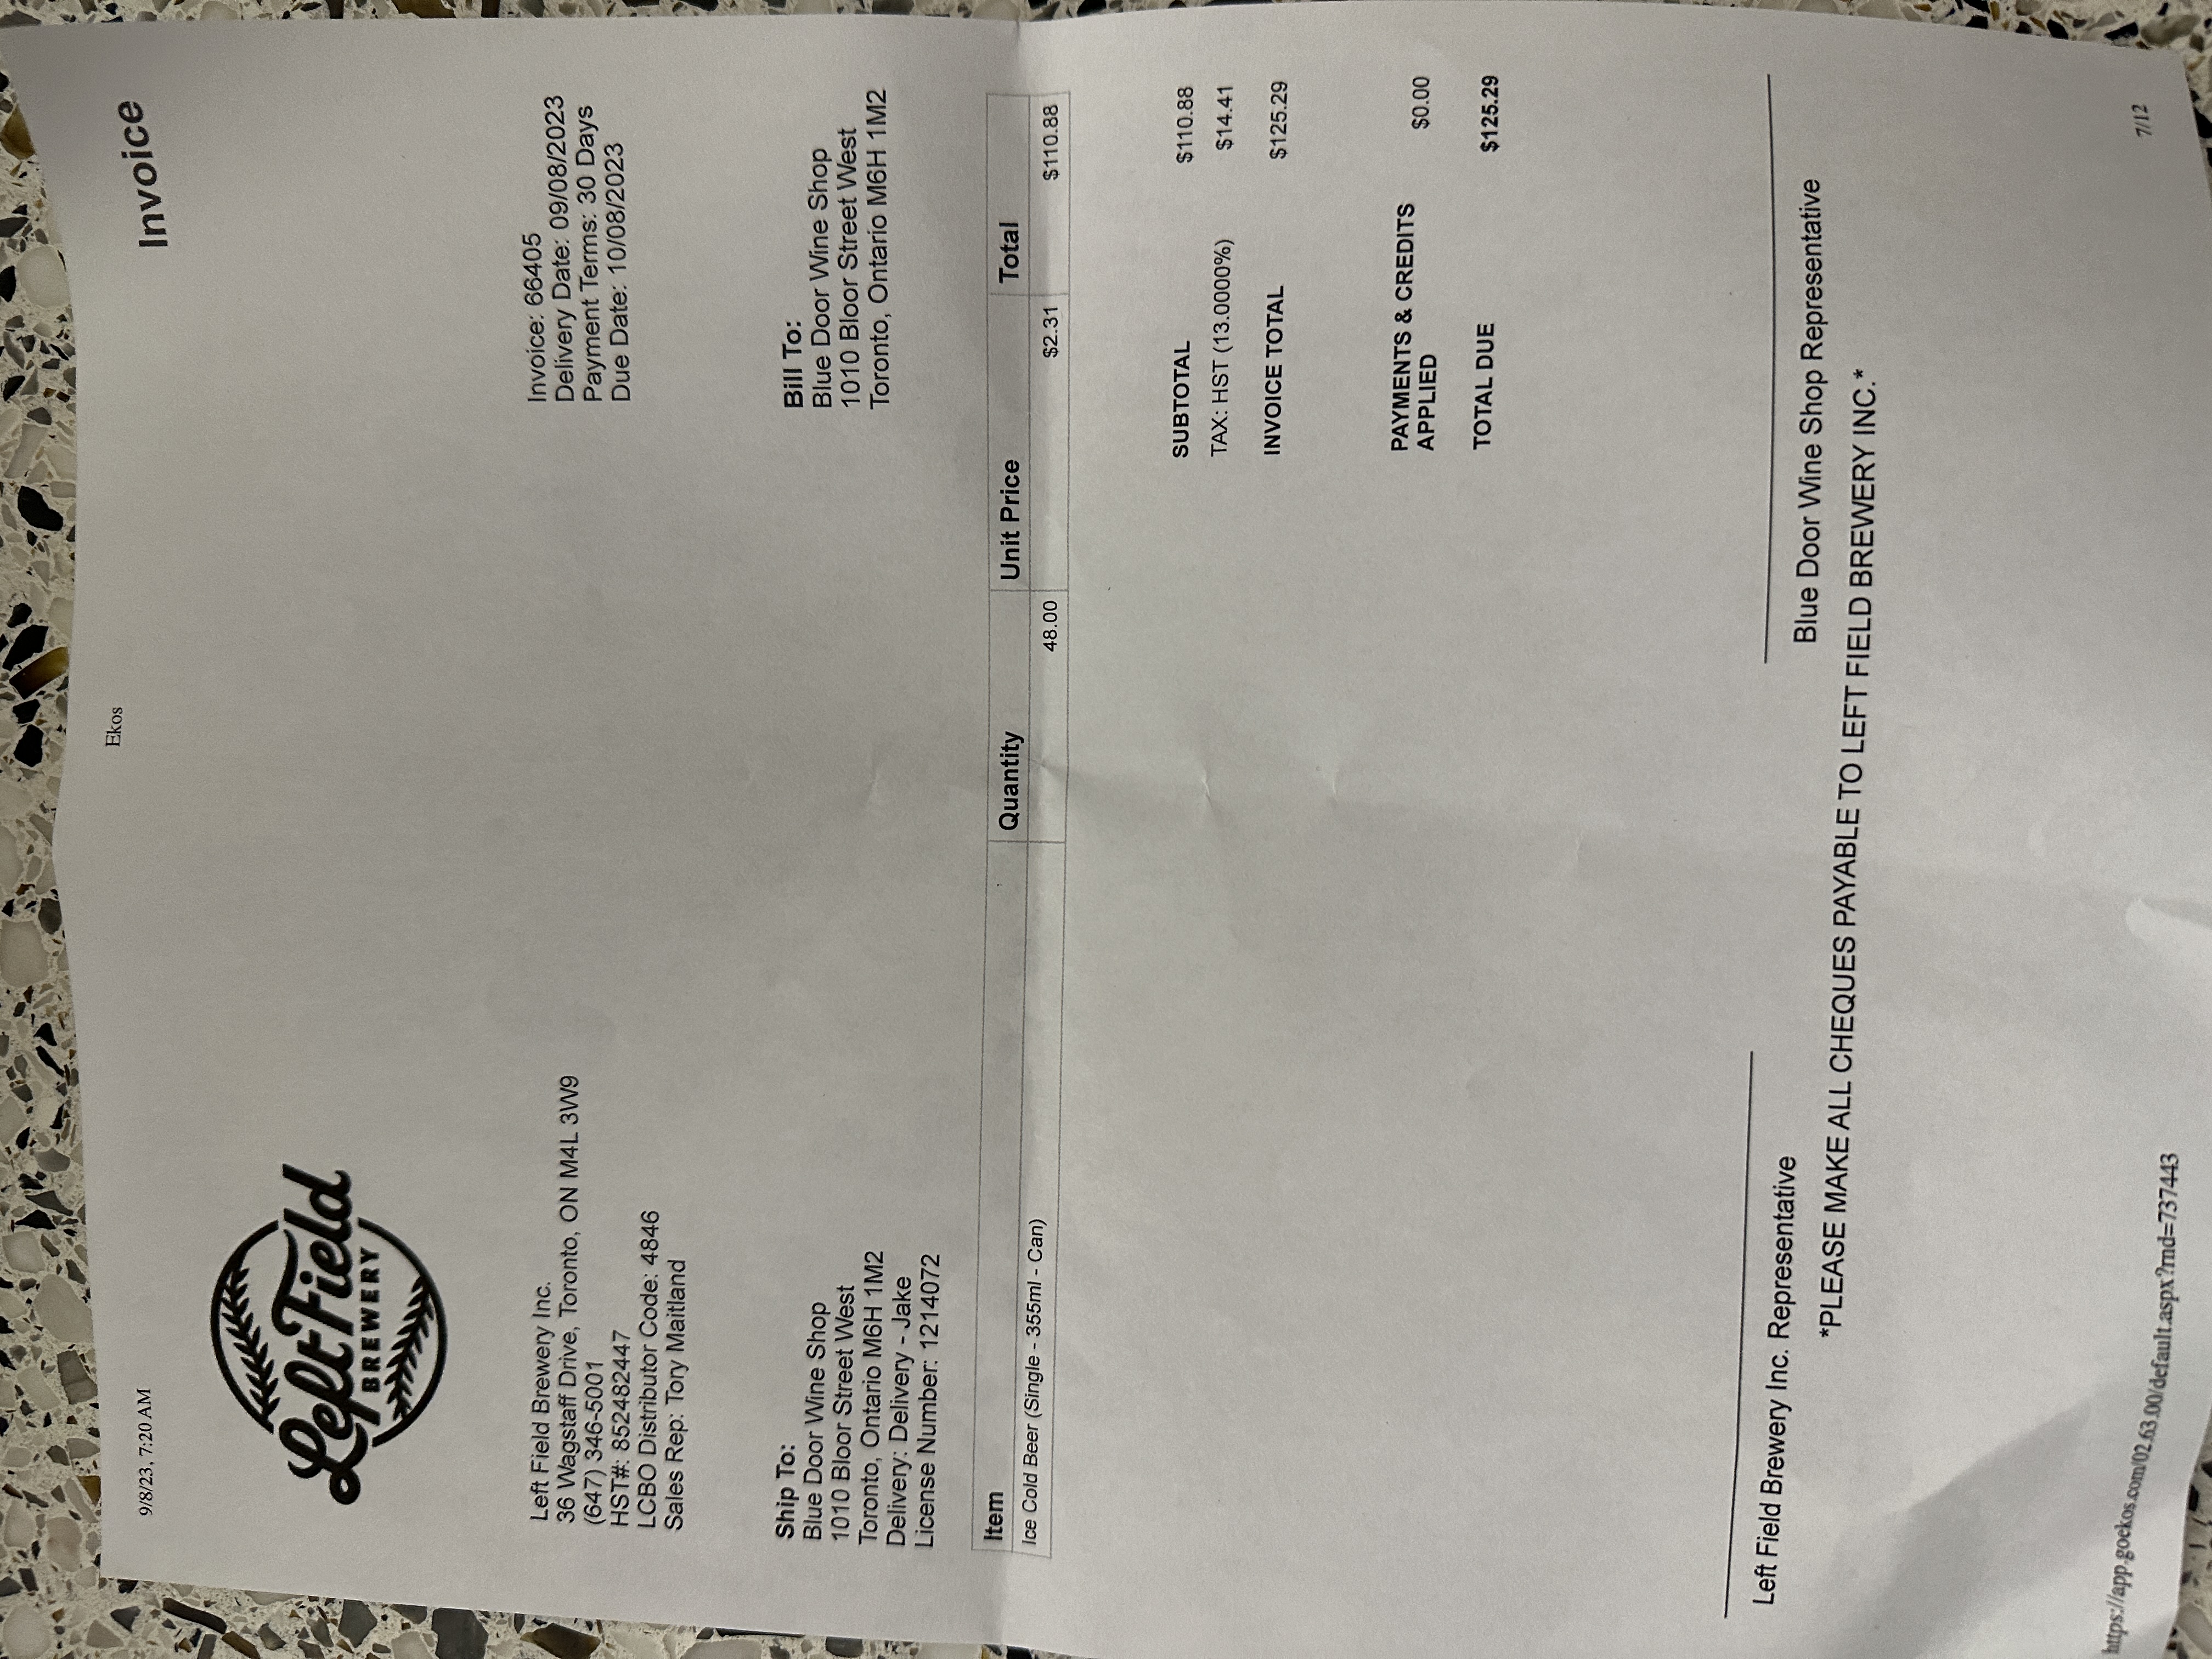 9/8/23, 7:20 AM
Ekos
Invoice
Left Field
BREWERY
Left Field Brewery Inc.
36 Wagstaff Drive, Toronto, ON M4L 3W9
(647) 346-5001
HST#: 852482447
LCBO Distributor Code: 4846
Sales Rep: Tory Maitland
Invoice: 66405
Delivery Date: 09/08/2023
Payment Terms: 30 Days
Due Date: 10/08/2023
Ship To:
Blue Door Wine Shop
1010 Bloor Street West
Toronto, Ontario M6H 1M2
Delivery: Delivery - Jake
License Number: 1214072
Bill To:
Blue Door Wine Shop
1010 Bloor Street West
Toronto, Ontario M6H 1M2
Item Quantity Unit Price Total
Ice Cold Beer (Single - 355ml - Can) 48.00 $2.31 $110.88
SUBTOTAL $110.88
TAX: HST (13.0000%) $14.41
INVOICE TOTAL $125.29
PAYMENTS & CREDITS
APPLIED $0.00
TOTAL DUE $125.29
Left Field Brewery Inc. Representative
Blue Door Wine Shop Representative
*PLEASE MAKE ALL CHEQUES PAYABLE TO LEFT FIELD BREWERY INC.*
https://app.goekos.com/02.63.00/default.aspx?rnd=737443
7/12